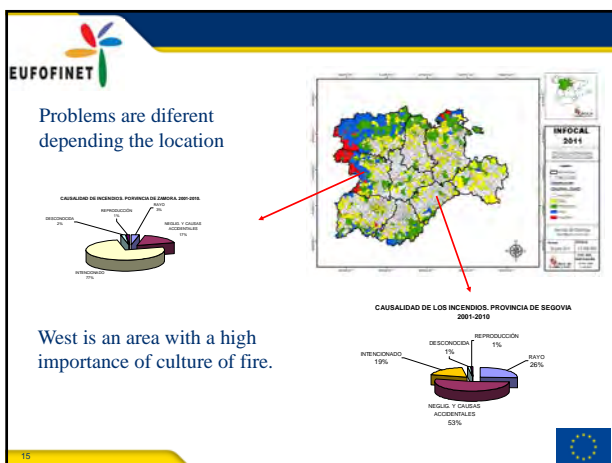 EUFOFINET
Problems are diferent
depending the location
CAUSALIDAD DE INCENDIOS. PORVINCIA DE ZAMORA. 2001-2010.
REPRODUCCIÓN
1%
RAYO
3%
DESCONOCIDA
2%
NEGLIG. Y CAUSAS
ACCIDENTALES
17%
INTENCIONADO
77%
INFOCAL
2011
West is an area with a high
importance of culture of fire.
CAUSALIDAD DE LOS INCENDIOS. PROVINCIA DE SEGOVIA
2001-2010
REPRODUCCIÓN
1%
DESCONOCIDA
1%
INTENCIONADO
19%
RAYO
26%
NEGLIG. Y CAUSAS
ACCIDENTALES
53%
15